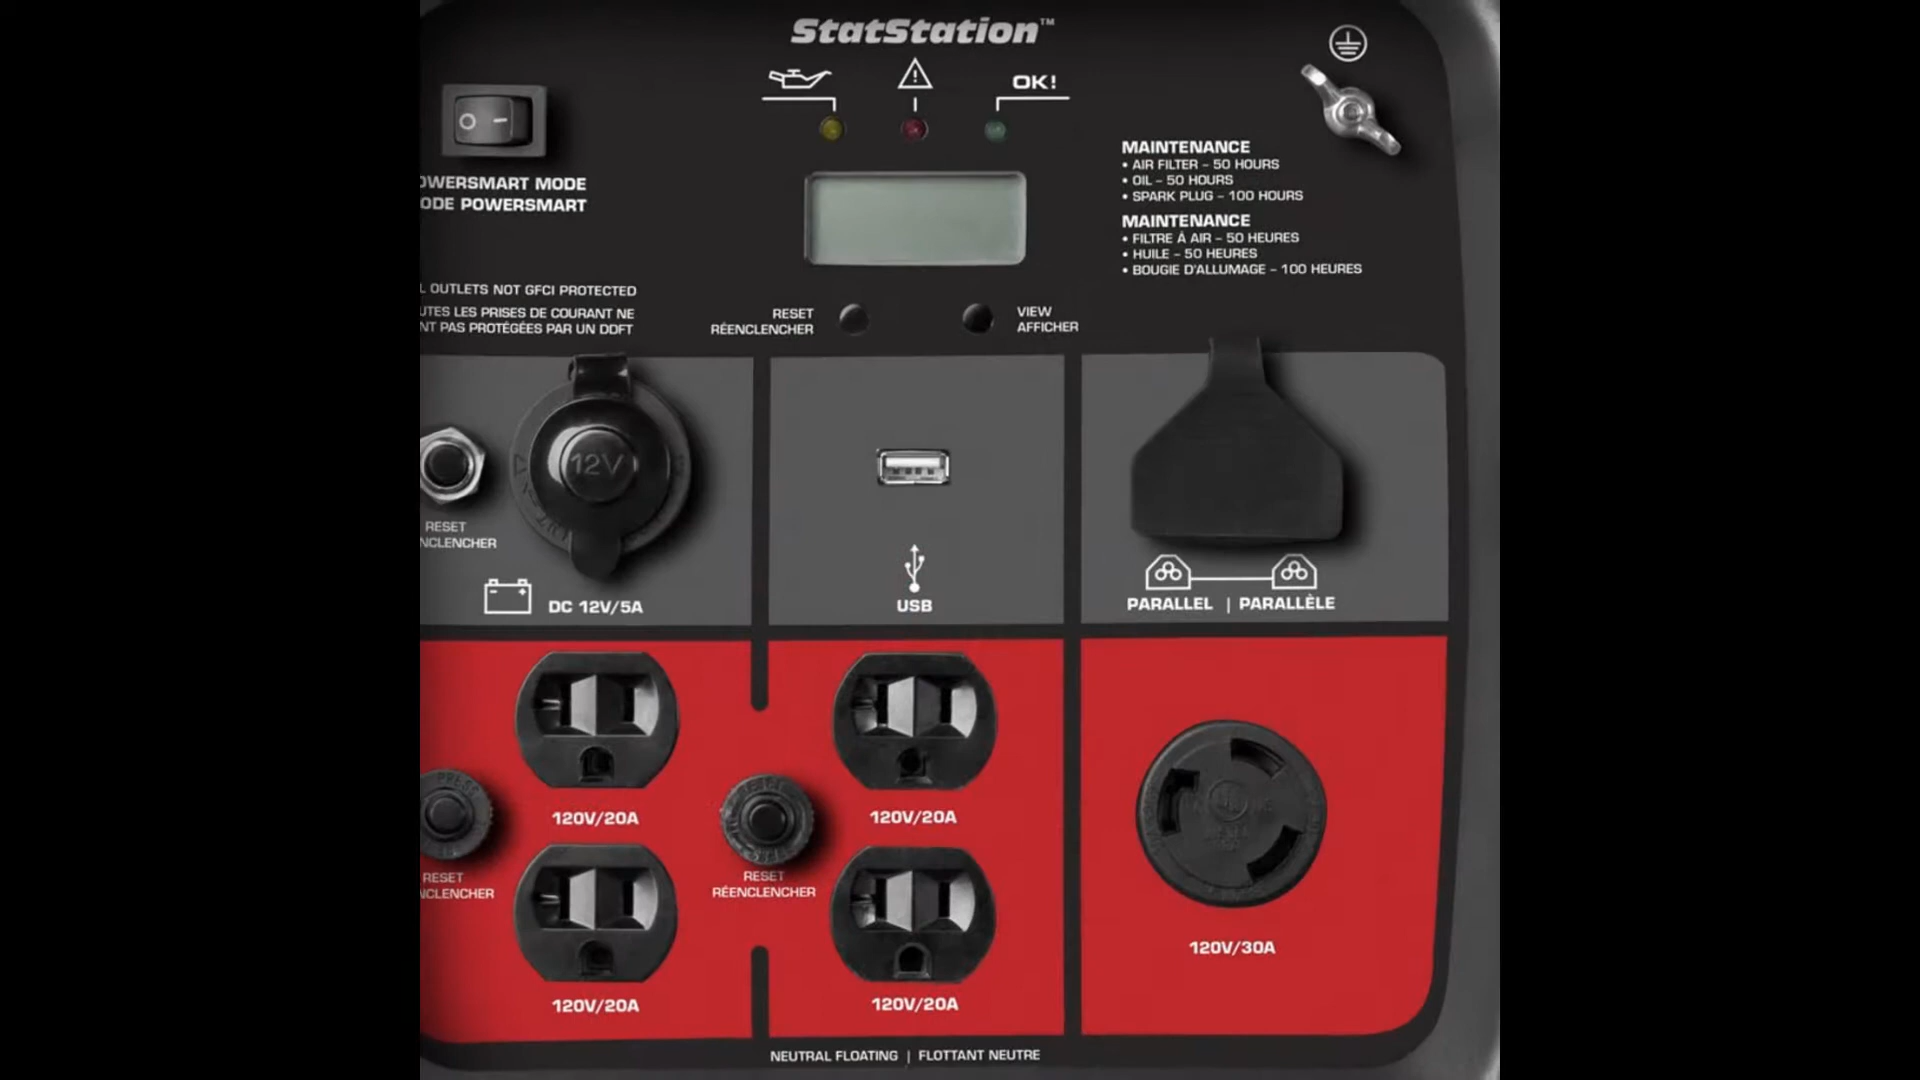 StatStation™
OK!
OWERSMART MODE
ODE POWERSMART
MAINTENANCE
• AIR FILTER – 50 HOURS
• OIL – 50 HOURS
• SPARK PLUG – 100 HOURS
MAINTENANCE
• FILTRE À AIR – 50 HEURES
• HUILE – 50 HEURES
• BOUGIE D'ALLUMAGE – 100 HEURES
L OUTLETS NOT GFCI PROTECTED
UTES LES PRISES DE COURANT NE
NT PAS PROTÉGÉES PAR UN DDFT
RESET
RÉENCLENCHER
VIEW
AFFICHER
12V
RESET
NCLENCHER
DC 12V/5A
USB
PARALLEL | PARALLÈLE
120V/20A
120V/20A
PRESS
RESET
NCLENCHER
RESET
RÉENCLENCHER
120V/30A
120V/20A
120V/20A
NEUTRAL FLOATING | FLOTTANT NEUTRE